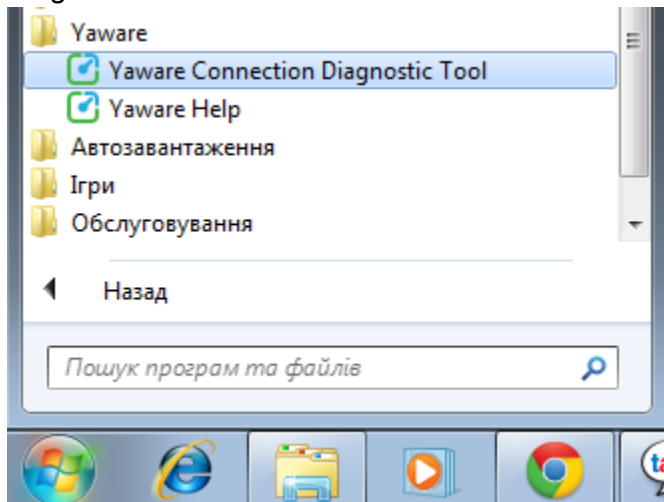 Yaware
Yaware Connection Diagnostic Tool
Yaware Help
Автозавантаження
Ігри
Обслуговування
Назад
Пошук програм та файлів